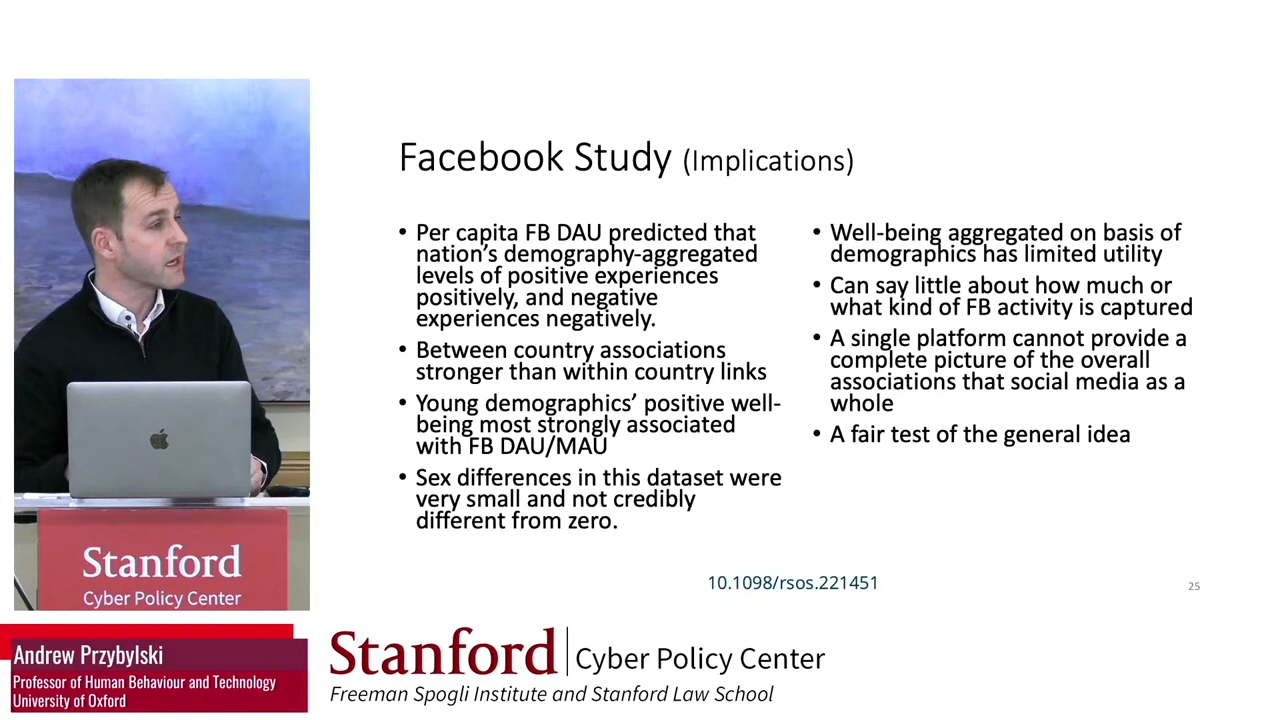 Facebook Study (Implications)
• Per capita FB DAU predicted that
nation's demography-aggregated
levels of positive experiences
positively, and negative
experiences negatively.
• Between country associations
stronger than within country links
• Young demographics' positive well-
being most strongly associated
with FB DAU/MAU
• Sex differences in this dataset were
very small and not credibly
different from zero.
• Well-being aggregated on basis of
demographics has limited utility
• Can say little about how much or
what kind of FB activity is captured
• A single platform cannot provide a
complete picture of the overall
associations that social media as a
whole
• A fair test of the general idea
10.1098/rsos.221451
25
Stanford
Cyber Policy Center
Andrew Przybylski
Professor of Human Behaviour and Technology
University of Oxford
Stanford
Cyber Policy Center
Freeman Spogli Institute and Stanford Law School